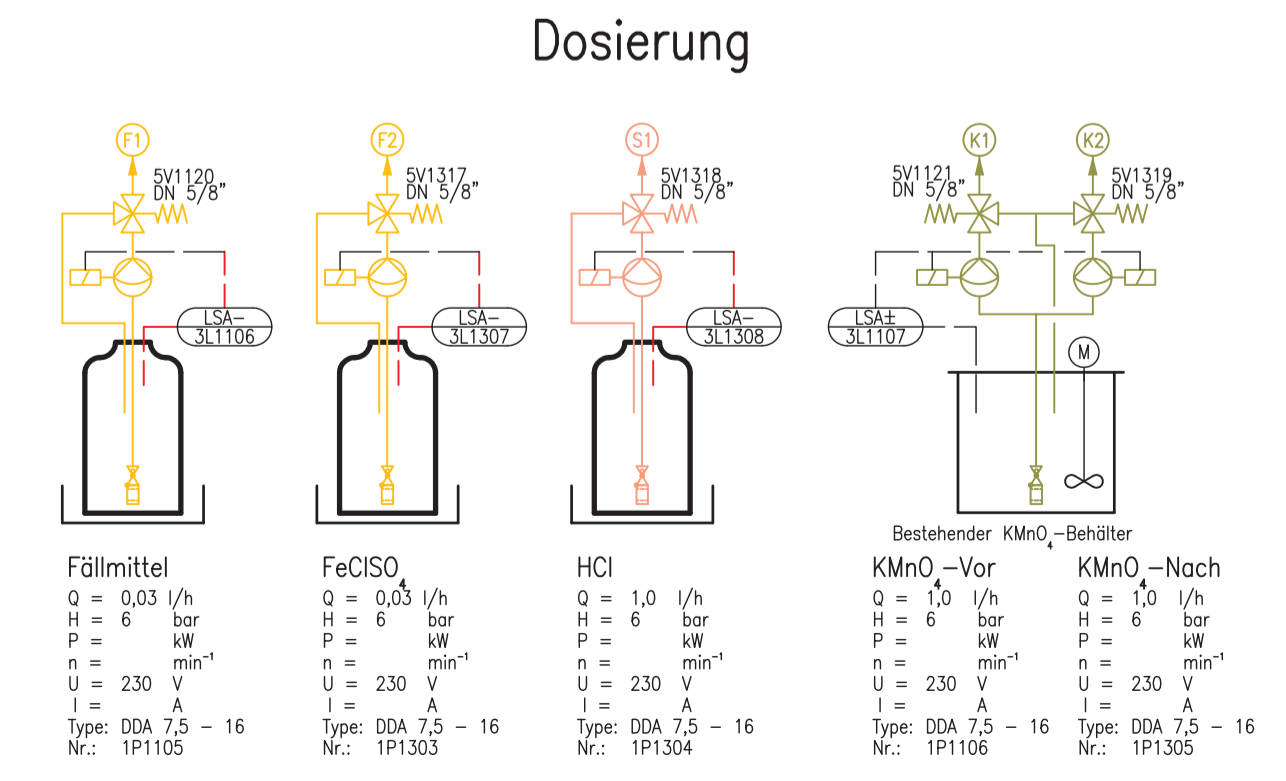 Dosierung
F1
5V1120
DN 5/8"
LSA-
3L1106
F2
5V1317
DN 5/8"
LSA-
3L1307
S1
5V1318
DN 5/8"
LSA-
3L1308
K1
K2
5V1121
DN 5/8"
5V1319
DN 5/8"
LSA±
3L1107
M
Bestehender KMnO₄-Behälter
Fällmittel
Q = 0,03 l/h
H = 6 bar
P = kW
n = min⁻¹
U = 230 V
I = A
Type: DDA 7,5 - 16
Nr.: 1P1105
FeClSO₄
Q = 0,03 l/h
H = 6 bar
P = kW
n = min⁻¹
U = 230 V
I = A
Type: DDA 7,5 - 16
Nr.: 1P1303
HCl
Q = 1,0 l/h
H = 6 bar
P = kW
n = min⁻¹
U = 230 V
I = A
Type: DDA 7,5 - 16
Nr.: 1P1304
KMnO₄-Vor
Q = 1,0 l/h
H = 6 bar
P = kW
n = min⁻¹
U = 230 V
I = A
Type: DDA 7,5 - 16
Nr.: 1P1106
KMnO₄-Nach
Q = 1,0 l/h
H = 6 bar
P = kW
n = min⁻¹
U = 230 V
I = A
Type: DDA 7,5 - 16
Nr.: 1P1305